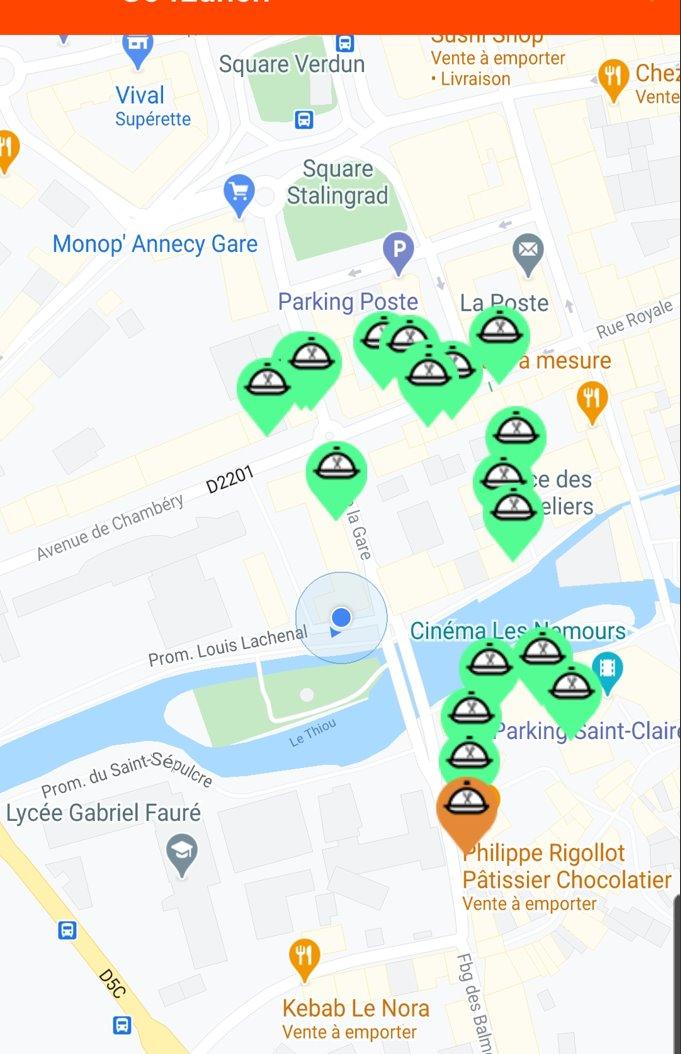 Sushi Shop
Vente à emporter
• Livraison
Square Verdun
Chez
Vente
Vival
Supérette
Square
Stalingrad
Monop' Annecy Gare
P
Parking Poste
La Poste
Rue Royale
a mesure
D2201
ce des
eliers
Avenue de Chambéry
la Gare
Prom. Louis Lachenal
Cinéma Les Nemours
Le Thiou
Parking Saint-Claire
Prom. du Saint-Sépulcre
Lycée Gabriel Fauré
Philippe Rigollot
Pâtissier Chocolatier
Vente à emporter
D5C
Fbg des Balm
Kebab Le Nora
Vente à emporter